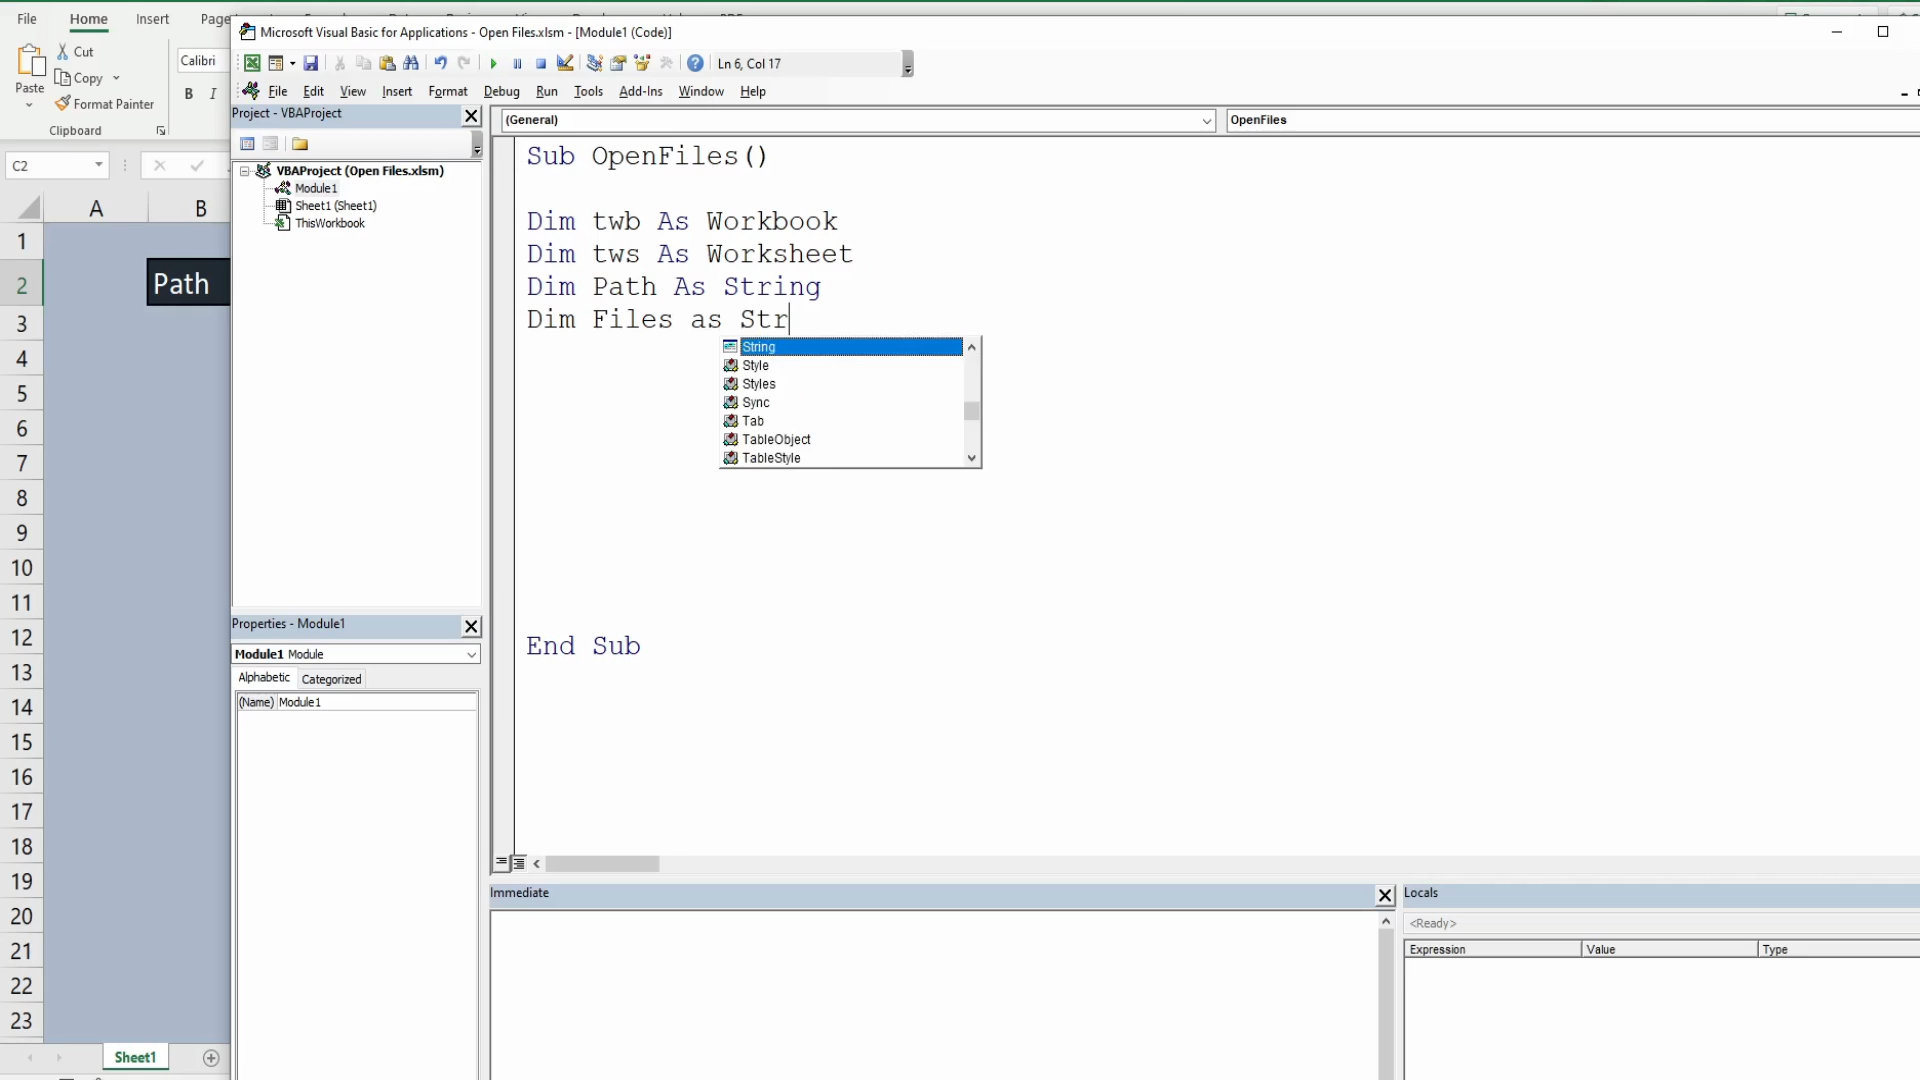 File Home Insert Page
Microsoft Visual Basic for Applications - Open Files.xlsm - [Module1 (Code)]
Cut
Copy
Format Painter
Paste
Clipboard
Calibri
B I
Ln 6, Col 17
File Edit View Insert Format Debug Run Tools Add-Ins Window Help
Project - VBAProject
(General)
OpenFiles
C2
VBAProject (Open Files.xlsm)
Module1
Sheet1 (Sheet1)
ThisWorkbook
A B
1
2
3
4
5
6
7
8
9
10
11
12
13
14
15
16
17
18
19
20
21
22
23
Path
Sub OpenFiles()
Dim twb As Workbook
Dim tws As Worksheet
Dim Path As String
Dim Files as Str
String
Style
Styles
Sync
Tab
TableObject
TableStyle
End Sub
Properties - Module1
Module1 Module
Alphabetic Categorized
(Name) Module1
Immediate
Locals
<Ready>
Expression Value Type
Sheet1